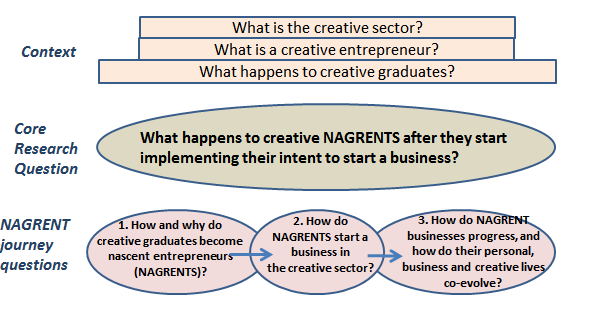 Context
What is the creative sector?
What is a creative entrepreneur?
What happens to creative graduates?
Core
Research
Question
What happens to creative NAGRENTS after they start
implementing their intent to start a business?
NAGRENT
journey
questions
1. How and why do
creative graduates become
nascent entrepreneurs
(NAGRENTS)?
2. How do
NAGRENTS start a
business in
the creative sector?
3. How do NAGRENT
businesses progress, and
how do their personal,
business and creative lives
co-evolve?